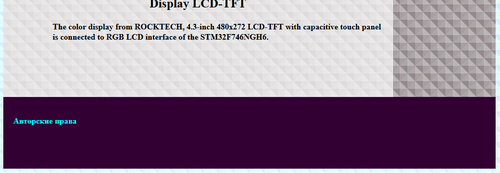 Display LCD-TFT
The color display from ROCKTECH, 4.3-inch 480x272 LCD-TFT with capacitive touch panel
is connected to RGB LCD interface of the STM32F746NGH6.
Авторские права